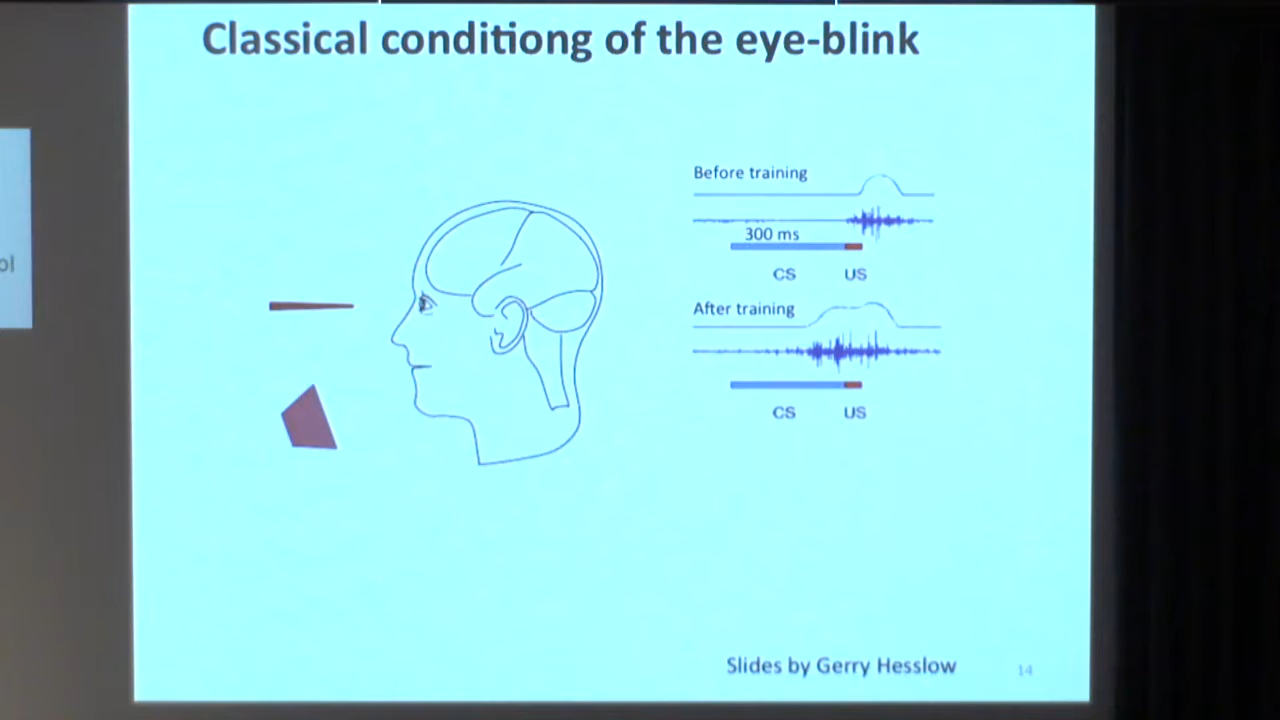 Classical conditiong of the eye-blink
ol
Before training
300 ms
CS US
After training
CS US
Slides by Gerry Hesslow 14